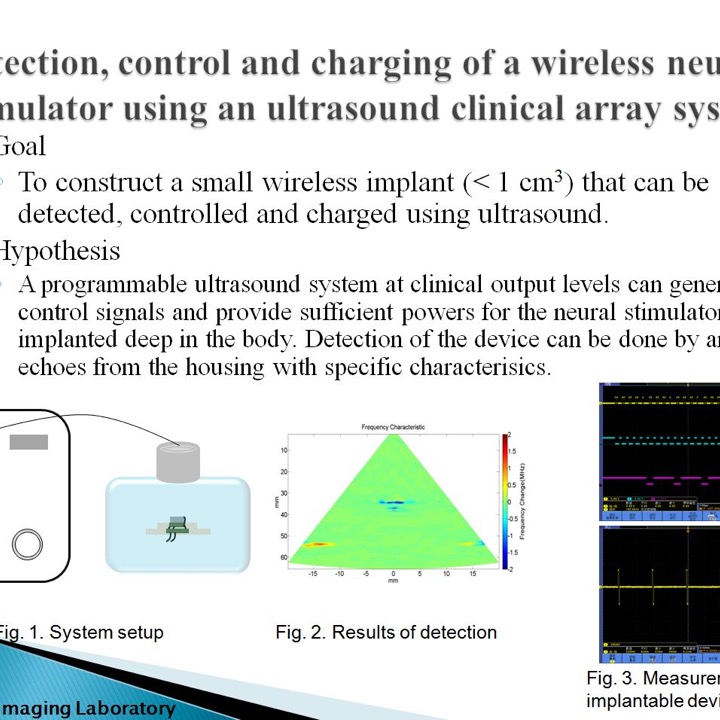 tection, control and charging of a wireless neu
mulator using an ultrasound clinical array sys
Goal
To construct a small wireless implant (< 1 cm³) that can be
detected, controlled and charged using ultrasound.
Hypothesis
A programmable ultrasound system at clinical output levels can gener
control signals and provide sufficient powers for the neural stimulator
implanted deep in the body. Detection of the device can be done by an
echoes from the housing with specific characterisics.
Frequency Characteristic
10
20
30
40
50
60
mm
-15 -10 -5 0 5 10 15
mm
2
1.5
1
0.5
0
-0.5
-1
-1.5
-2
Frequency Change(MHz)
Fig. 1. System setup
Fig. 2. Results of detection
Fig. 3. Measurem
implantable devi
maging Laboratory